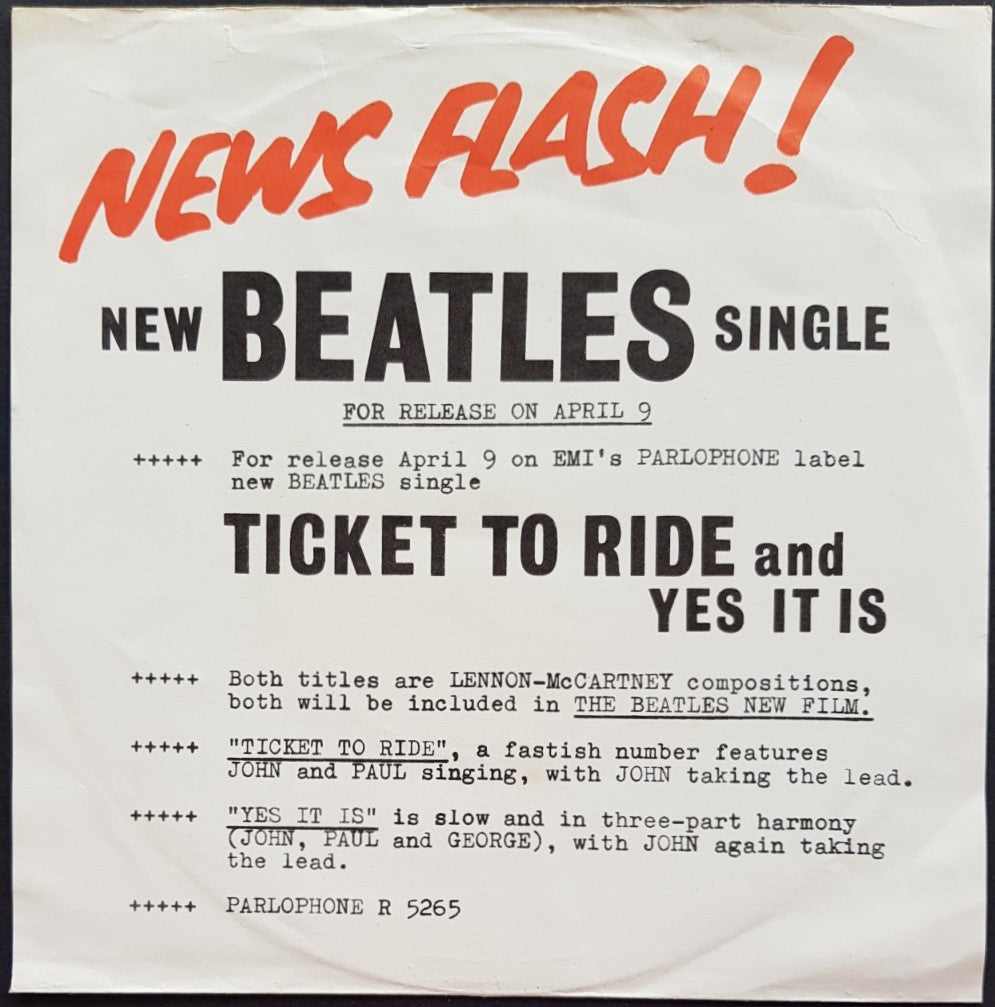 NEWS FLASH!
NEW BEATLES SINGLE
FOR RELEASE ON APRIL 9
+++++ For release April 9 on EMI's PARLOPHONE label
new BEATLES single
TICKET TO RIDE and
YES IT IS
+++++ Both titles are LENNON-McCARTNEY compositions,
both will be included in THE BEATLES NEW FILM.
+++++ "TICKET TO RIDE", a fastish number features
JOHN and PAUL singing, with JOHN taking the lead.
+++++ "YES IT IS" is slow and in three-part harmony
(JOHN, PAUL and GEORGE), with JOHN again taking
the lead.
+++++ PARLOPHONE R 5265